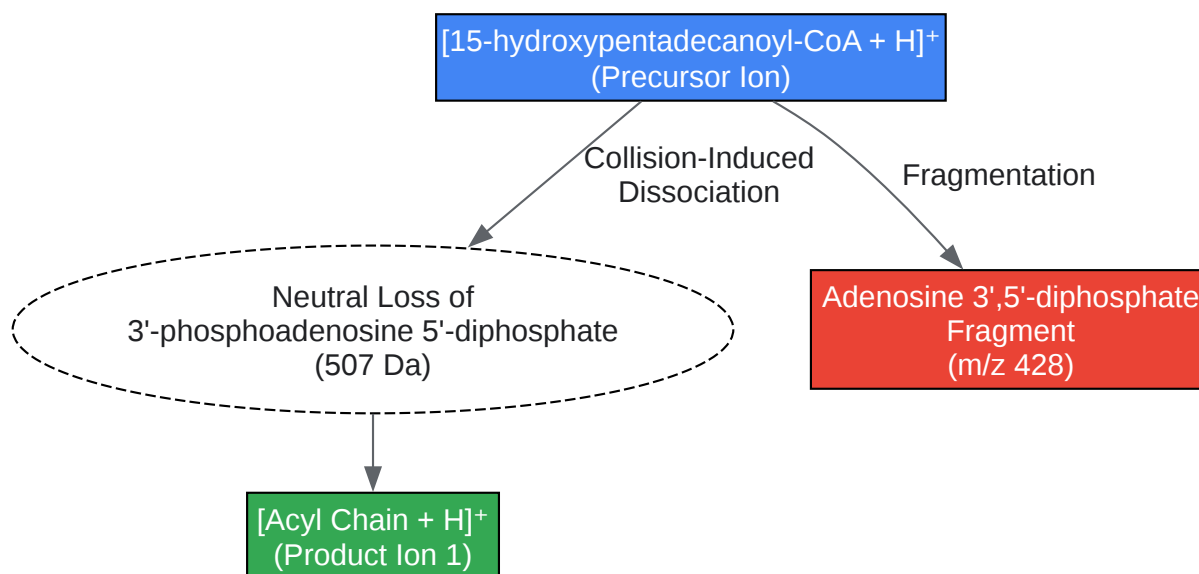 [15-hydroxypentadecanoyl-CoA + H]⁺
(Precursor Ion)
Collision-Induced
Dissociation
Fragmentation
Neutral Loss of
3'-phosphoadenosine 5'-diphosphate
(507 Da)
Adenosine 3',5'-diphosphate
Fragment
(m/z 428)
[Acyl Chain + H]⁺
(Product Ion 1)